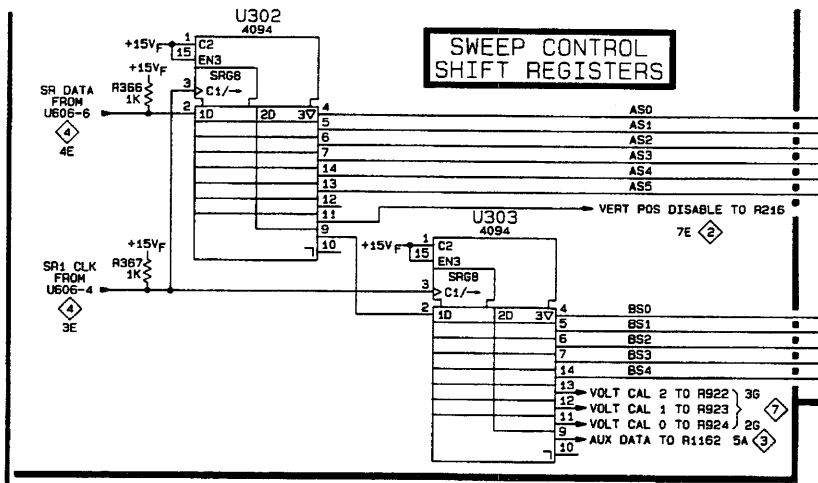 U302
4094
SWEEP CONTROL
SHIFT REGISTERS
+15VF
1
15
C2
EN3
+15VF
SRG8
R366
1K
3
C1/→
SR DATA
FROM
U606-6
4
4E
2
1D
2D
3▽
4
AS0
5
AS1
6
AS2
7
AS3
14
AS4
13
AS5
12
11
VERT POS DISABLE TO R216
7E 2
9
10
U303
4094
+15VF
1
15
C2
EN3
SRG8
+15VF
R367
1K
SR1 CLK
FROM
U606-4
4
3E
3
C1/→
2
1D
2D
3▽
4
BS0
5
BS1
6
BS2
7
BS3
14
BS4
13
VOLT CAL 2 TO R922 3G
12
VOLT CAL 1 TO R923 7
11
VOLT CAL 0 TO R924 2G
9
AUX DATA TO R1162 5A 3
10